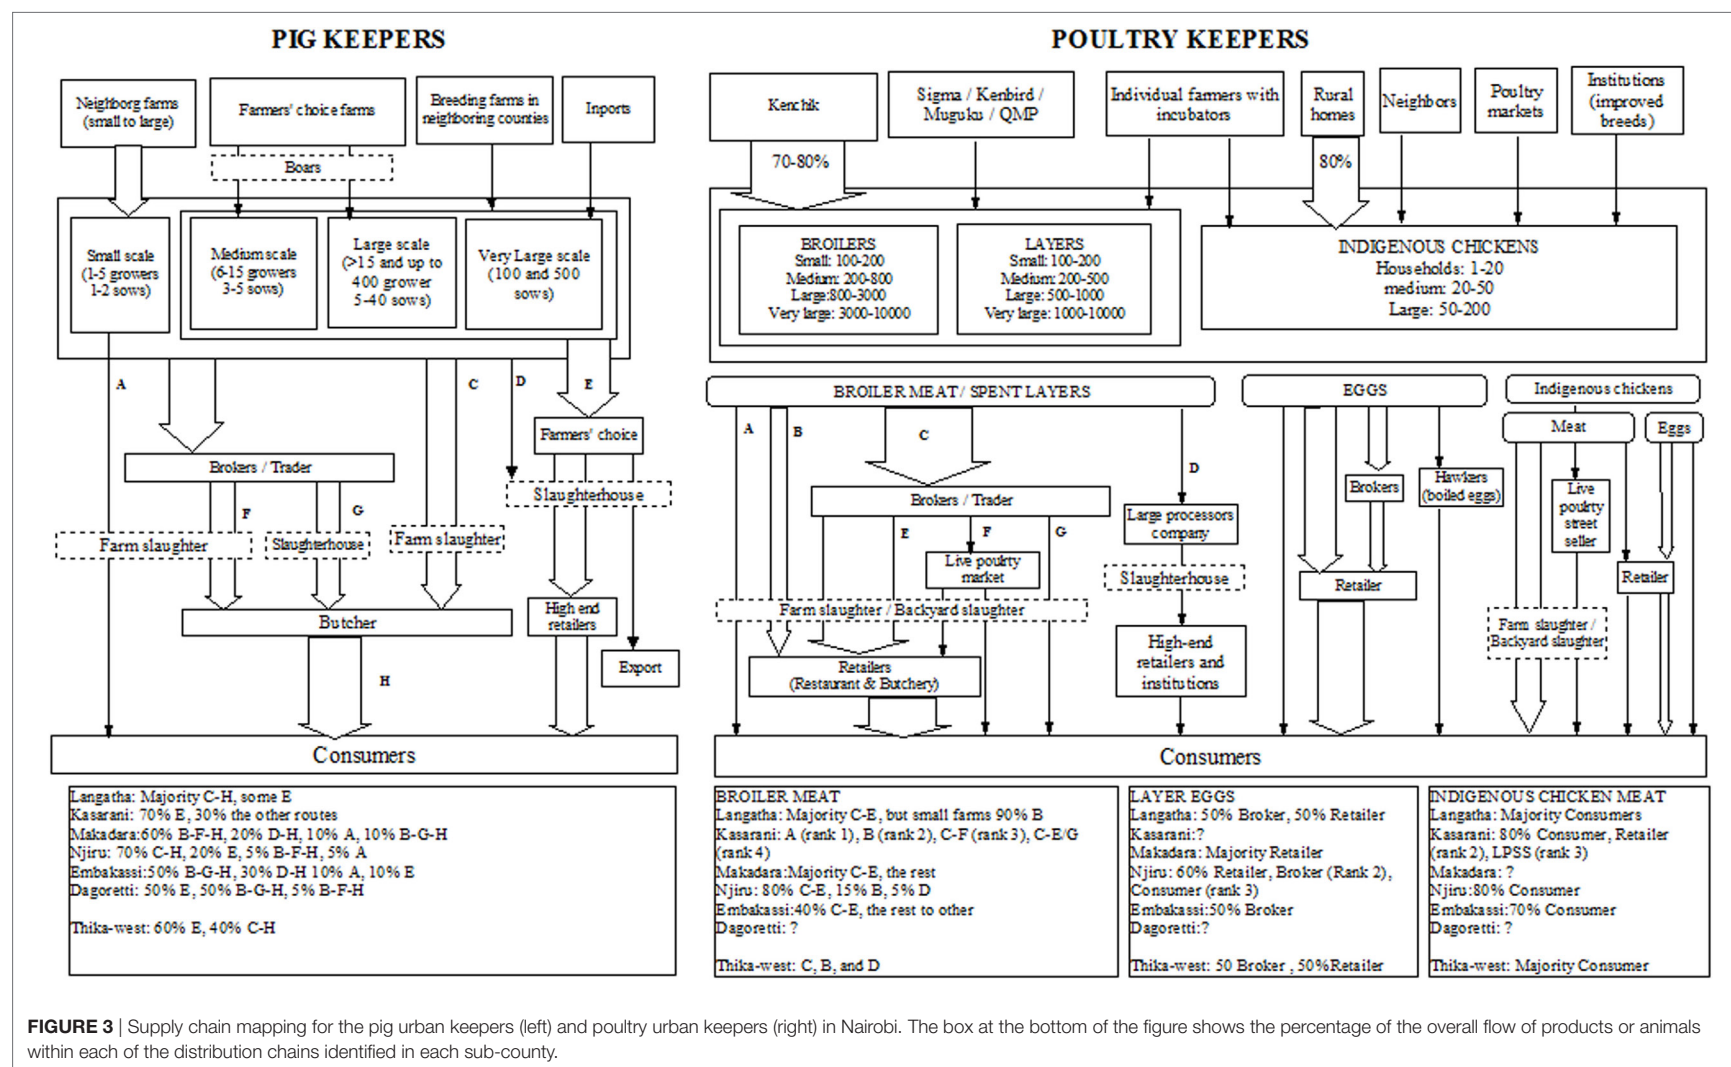 PIG KEEPERS
Neighborg farms
(small to large)
Farmers' choice farms
Breeding farms in
neighboring counties
Inports
Boars
Small scale
(1-5 growers
1-2 sows)
Medium scale
(6-15 growers
3-5 sows)
Large scale
(>15 and up to
400 grower
5-40 sows)
Very Large scale
(100 and 500
sows)
A
C
D
E
Farmers' choice
Brokers / Trader
Slaughterhouse
F
G
Farm slaughter
Slaughterhouse
Farm slaughter
Butcher
High end
retailers
Export
H
Consumers
Langatha: Majority C-H, some E
Kasarani: 70% E, 30% the other routes
Makadara:60% B-F-H, 20% D-H, 10% A, 10% B-G-H
Njiru: 70% C-H, 20% E, 5% B-F-H, 5% A
Embakassi:50% B-G-H, 30% D-H 10% A, 10% E
Dagoretti: 50% E, 50% B-G-H, 5% B-F-H
Thika-west: 60% E, 40% C-H
POULTRY KEEPERS
Kenchik
Sigma / Kenbird /
Muguku / QMP
Individual farmers with
incubators
Rural
homes
Neighbors
Poultry
markets
Institutions
(improved
breeds)
70-80%
80%
BROILERS
Small: 100-200
Medium: 200-800
Large:800-3000
Very large: 3000-10000
LAYERS
Small: 100-200
Medium: 200-500
Large: 500-1000
Very large: 1000-10000
INDIGENOUS CHICKENS
Households: 1-20
medium: 20-50
Large: 50-200
BROILER MEAT / SPENT LAYERS
EGGS
Indigenous chickens
Meat
Eggs
A
B
C
D
Brokers / Trader
Large processors
company
Brokers
Hawkers
(boiled eggs)
Live
poultry
street
seller
E
F
G
Live poultry
market
Slaughterhouse
Retailer
Retailer
Farm slaughter / Backyard slaughter
Farm slaughter /
Backyard slaughter
Retailers
(Restaurant & Butchery)
High-end
retailers and
institutions
Consumers
BROILER MEAT
Langatha: Majority C-E, but small farms 90% B
Kasarani: A (rank 1), B (rank 2), C-F (rank 3), C-E/G
(rank 4)
Makadara:Majority C-E, the rest
Njiru: 80% C-E, 15% B, 5% D
Embakassi:40% C-E, the rest to other
Dagoretti: ?
Thika-west: C, B, and D
LAYER EGGS
Langatha: 50% Broker, 50% Retailer
Kasarani:?
Makadara: Majority Retailer
Njiru: 60% Retailer, Broker (Rank 2),
Consumer (rank 3)
Embakassi:50% Broker
Dagoretti:?
Thika-west: 50 Broker , 50%Retailer
INDIGENOUS CHICKEN MEAT
Langatha: Majority Consumers
Kasarani: 80% Consumer, Retailer
(rank 2), LPSS (rank 3)
Makadara: ?
Njiru:80% Consumer
Embakassi:70% Consumer
Dagoretti: ?
Thika-west: Majority Consumer
FIGURE 3 | Supply chain mapping for the pig urban keepers (left) and poultry urban keepers (right) in Nairobi. The box at the bottom of the figure shows the percentage of the overall flow of products or animals
within each of the distribution chains identified in each sub-county.